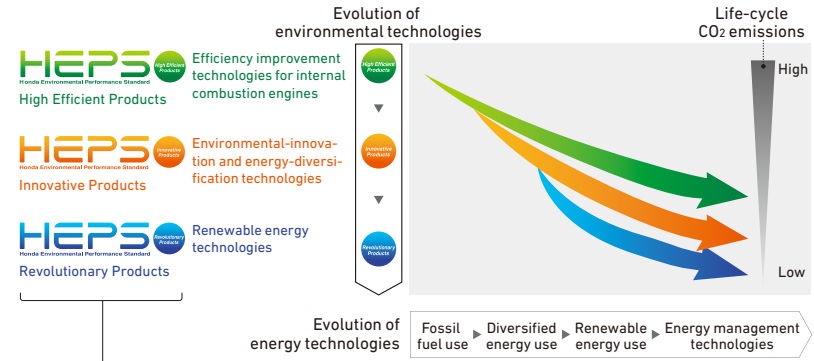 Evolution of
environmental technologies
Life-cycle
CO2 emissions
HEPS
High Efficient
Products
Honda Environmental Performance Standard
High Efficient Products
Efficiency improvement
technologies for internal
combustion engines
High Efficient
Products
High
HEPS
Innovative
Products
Honda Environmental Performance Standard
Innovative Products
Environmental-innova-
tion and energy-diversi-
fication technologies
Innovative
Products
HEPS
Revolutionary
Products
Honda Environmental Performance Standard
Revolutionary Products
Renewable energy
technologies
Revolutionary
Products
Low
Evolution of
energy technologies
Fossil
fuel use
Diversified
energy use
Renewable
energy use
Energy management
technologies